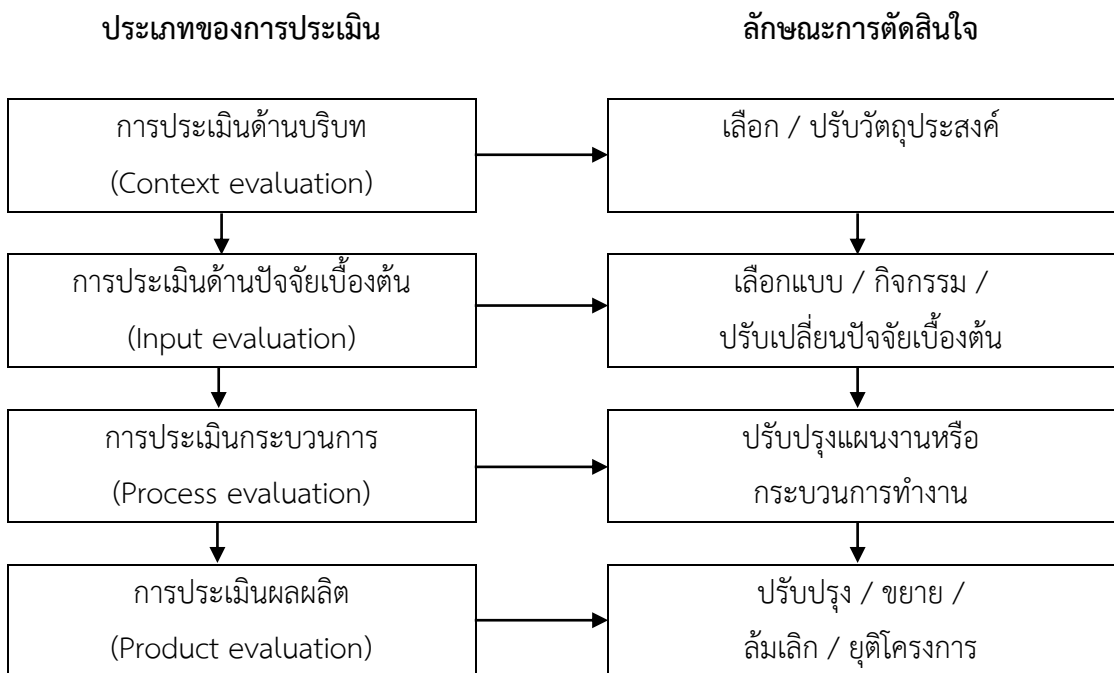 ประเภทของการประเมิน
ลักษณะการตัดสินใจ
การประเมินด้านบริบท
(Context evaluation)
เลือก / ปรับวัตถุประสงค์
การประเมินด้านปัจจัยเบื้องต้น
(Input evaluation)
เลือกแบบ / กิจกรรม /
ปรับเปลี่ยนปัจจัยเบื้องต้น
การประเมินกระบวนการ
(Process evaluation)
ปรับปรุงแผนงานหรือ
กระบวนการทำงาน
การประเมินผลผลิต
(Product evaluation)
ปรับปรุง / ขยาย /
ล้มเลิก / ยุติโครงการ